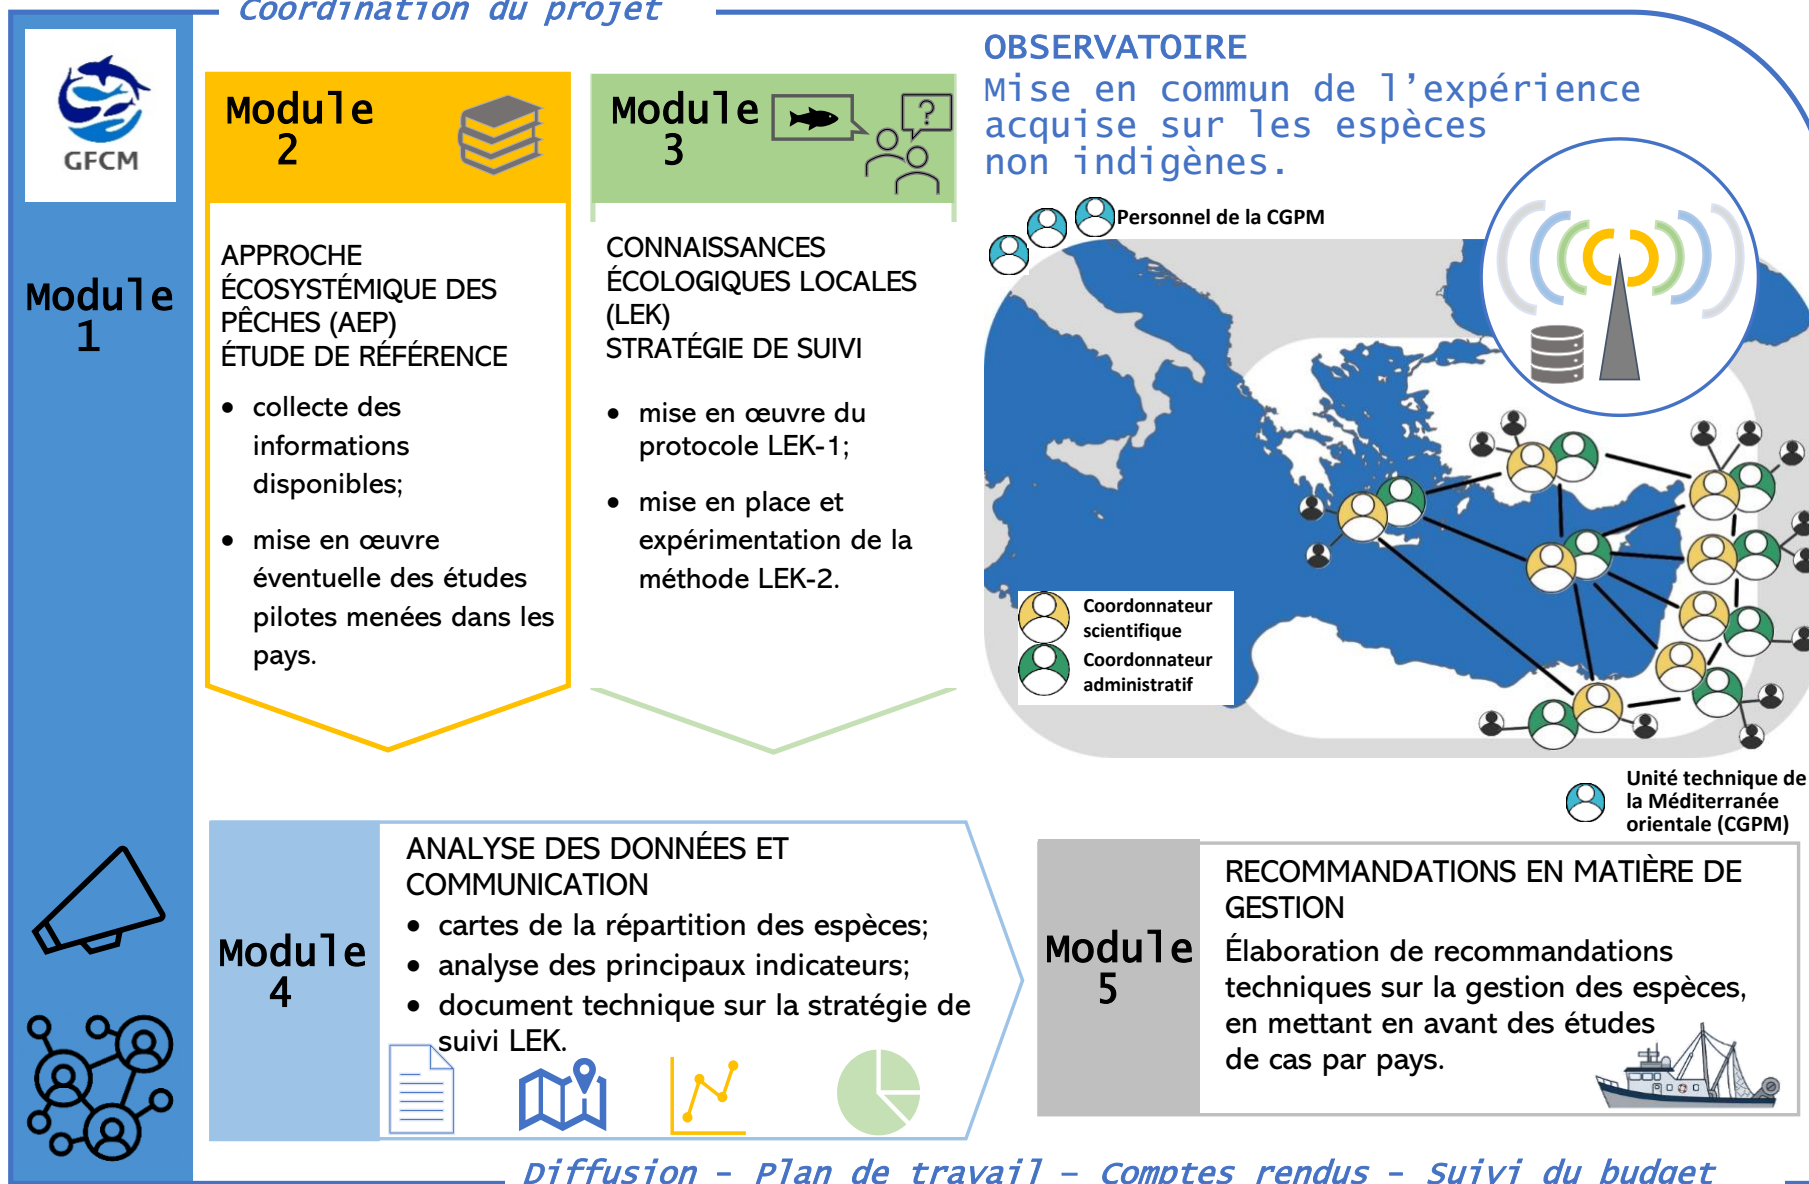 Coordination du projet
GFCM
Module
1
Module
2
APPROCHE
ÉCOSYSTÉMIQUE DES
PÊCHES (AEP)
ÉTUDE DE RÉFÉRENCE
• collecte des
informations
disponibles;
• mise en œuvre
éventuelle des études
pilotes menées dans les
pays.
Module
3
?
CONNAISSANCES
ÉCOLOGIQUES LOCALES
(LEK)
STRATÉGIE DE SUIVI
• mise en œuvre du
protocole LEK-1;
• mise en place et
expérimentation de la
méthode LEK-2.
OBSERVATOIRE
Mise en commun de l’expérience
acquise sur les espèces
non indigènes.
Personnel de la CGPM
Coordonnateur
scientifique
Coordonnateur
administratif
Unité technique de
la Méditerranée
orientale (CGPM)
Module
4
ANALYSE DES DONNÉES ET
COMMUNICATION
• cartes de la répartition des espèces;
• analyse des principaux indicateurs;
• document technique sur la stratégie de
suivi LEK.
Module
5
RECOMMANDATIONS EN MATIÈRE DE
GESTION
Élaboration de recommandations
techniques sur la gestion des espèces,
en mettant en avant des études
de cas par pays.
Diffusion - Plan de travail – Comptes rendus - Suivi du budget